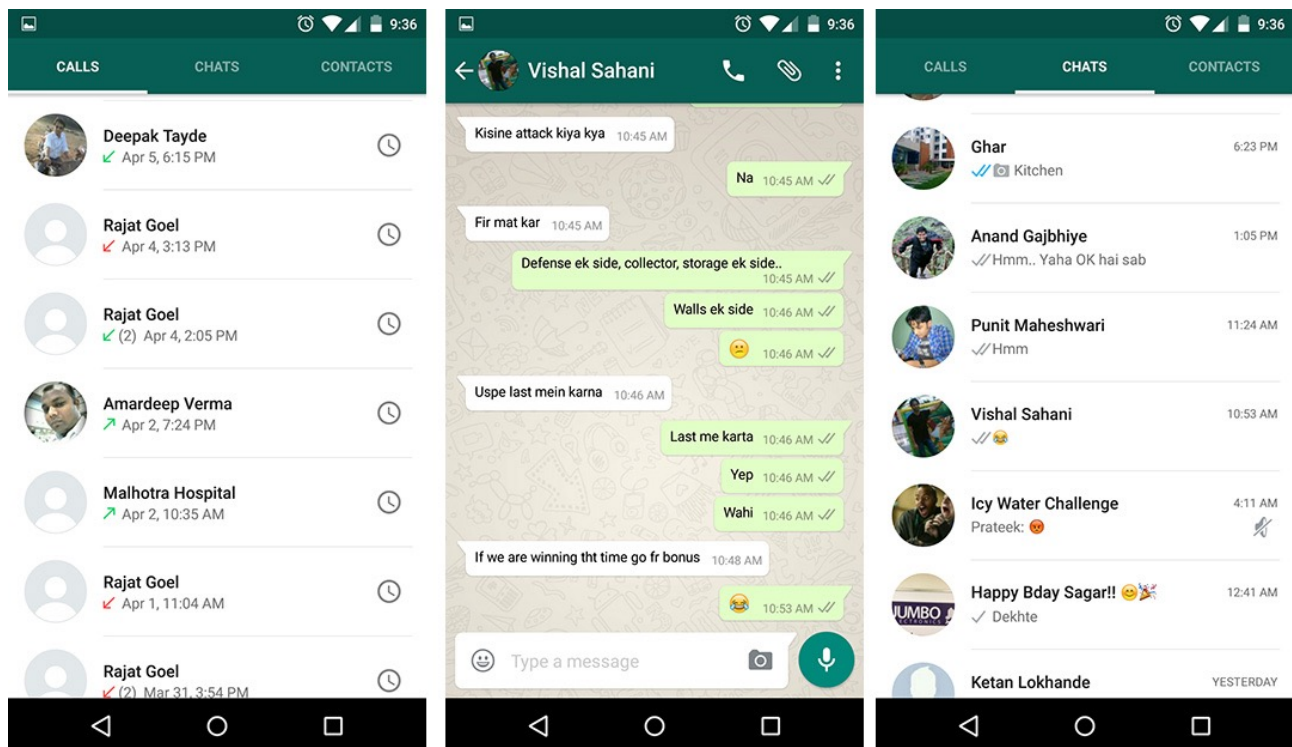 9:36
CALLS CHATS CONTACTS
Deepak Tayde
Apr 5, 6:15 PM
Rajat Goel
Apr 4, 3:13 PM
Rajat Goel
(2) Apr 4, 2:05 PM
Amardeep Verma
Apr 2, 7:24 PM
Malhotra Hospital
Apr 2, 10:35 AM
Rajat Goel
Apr 1, 11:04 AM
Rajat Goel
(2) Mar 31, 3:54 PM
9:36
Vishal Sahani
Kisine attack kiya kya 10:45 AM
Na 10:45 AM
Fir mat kar 10:45 AM
Defense ek side, collector, storage ek side..
10:45 AM
Walls ek side 10:46 AM
😕 10:46 AM
Uspe last mein karna 10:46 AM
Last me karta 10:46 AM
Yep 10:46 AM
Wahi 10:46 AM
If we are winning tht time go fr bonus 10:48 AM
😂 10:53 AM
Type a message
9:36
CALLS CHATS CONTACTS
Ghar 6:23 PM
Kitchen
Anand Gajbhiye 1:05 PM
Hmm.. Yaha OK hai sab
Punit Maheshwari 11:24 AM
Hmm
Vishal Sahani 10:53 AM
😂
Icy Water Challenge 4:11 AM
Prateek: 😡
Happy Bday Sagar!! 😊🎉 12:41 AM
JUMBO
ELECTRONICS
Dekhte
Ketan Lokhande YESTERDAY